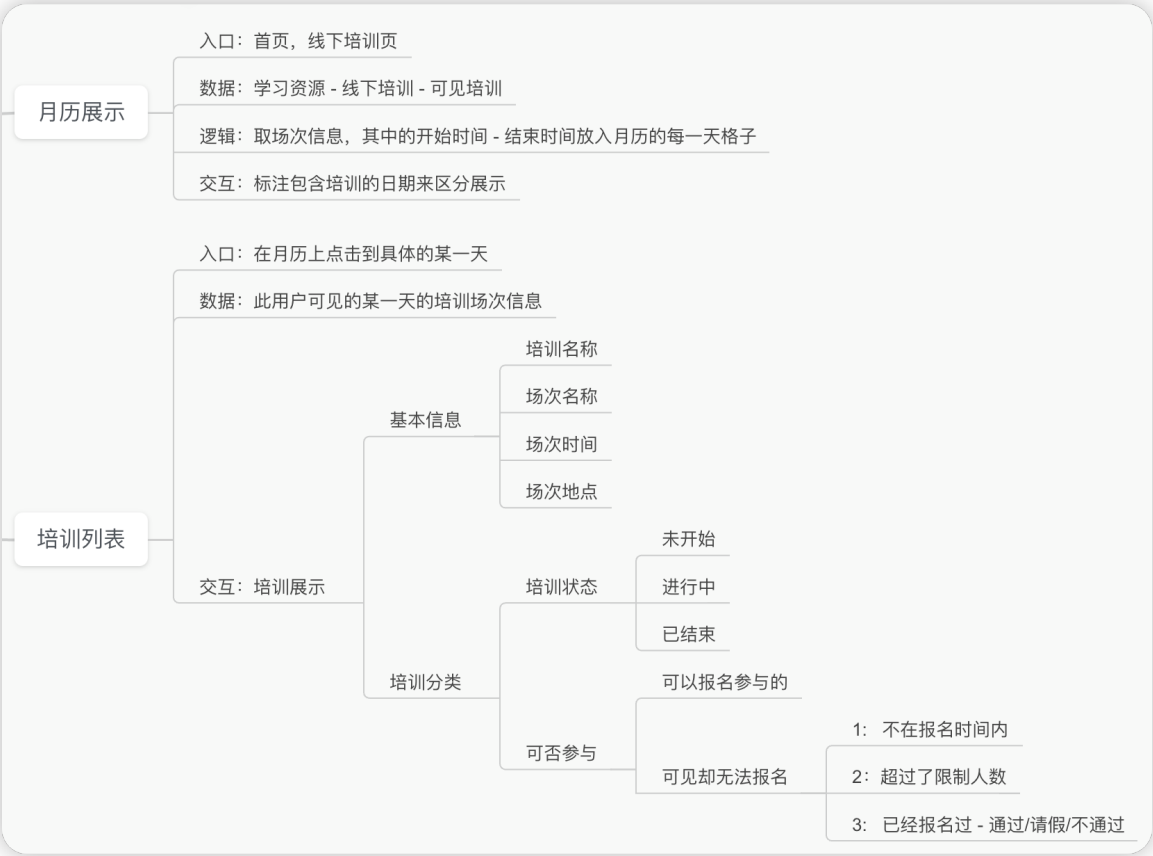 月历展示
入口：首页，线下培训页
数据：学习资源 - 线下培训 - 可见培训
逻辑：取场次信息，其中的开始时间 - 结束时间放入月历的每一天格子
交互：标注包含培训的日期来区分展示
培训列表
入口：在月历上点击到具体的某一天
数据：此用户可见的某一天的培训场次信息
交互：培训展示
基本信息
培训名称
场次名称
场次时间
场次地点
培训分类
培训状态
未开始
进行中
已结束
可否参与
可以报名参与的
可见却无法报名
1： 不在报名时间内
2：超过了限制人数
3： 已经报名过 - 通过/请假/不通过